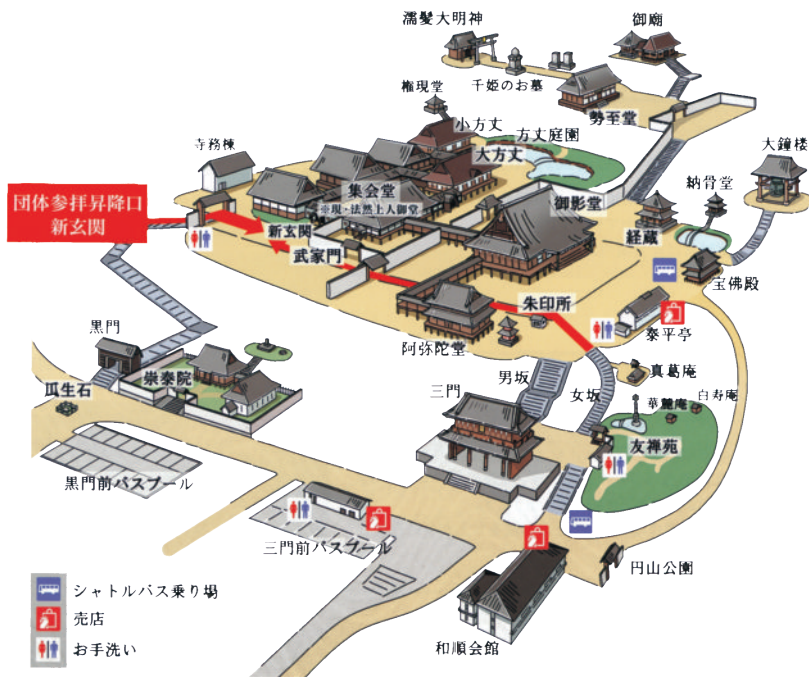 濡髪大明神
御廟
千姫のお墓
勢至堂
権現堂
小方丈
方丈庭園
大方丈
大鐘楼
寺務棟
納骨堂
集会堂
※現・法然上人御堂
御影堂
経蔵
団体参拝昇降口
新玄関
新玄関
武家門
宝佛殿
朱印所
泰平亭
阿弥陀堂
黒門
男坂
女坂
真葛庵
崇泰院
瓜生石
三門
華麓庵
白寿庵
友禅苑
黒門前バスプール
三門前バスプール
円山公園
和順会館
シャトルバス乗り場
売店
お手洗い